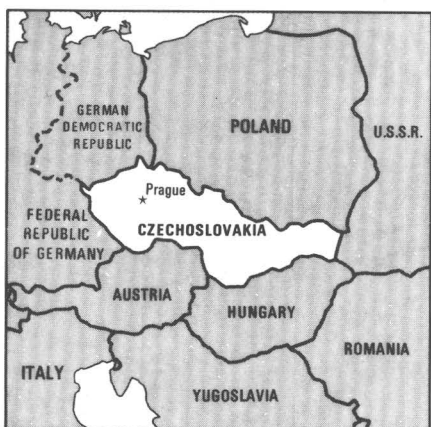 GERMAN
DEMOCRATIC
REPUBLIC
POLAND
U.S.S.R.
Prague
CZECHOSLOVAKIA
FEDERAL
REPUBLIC
OF GERMANY
AUSTRIA
HUNGARY
ROMANIA
ITALY
YUGOSLAVIA